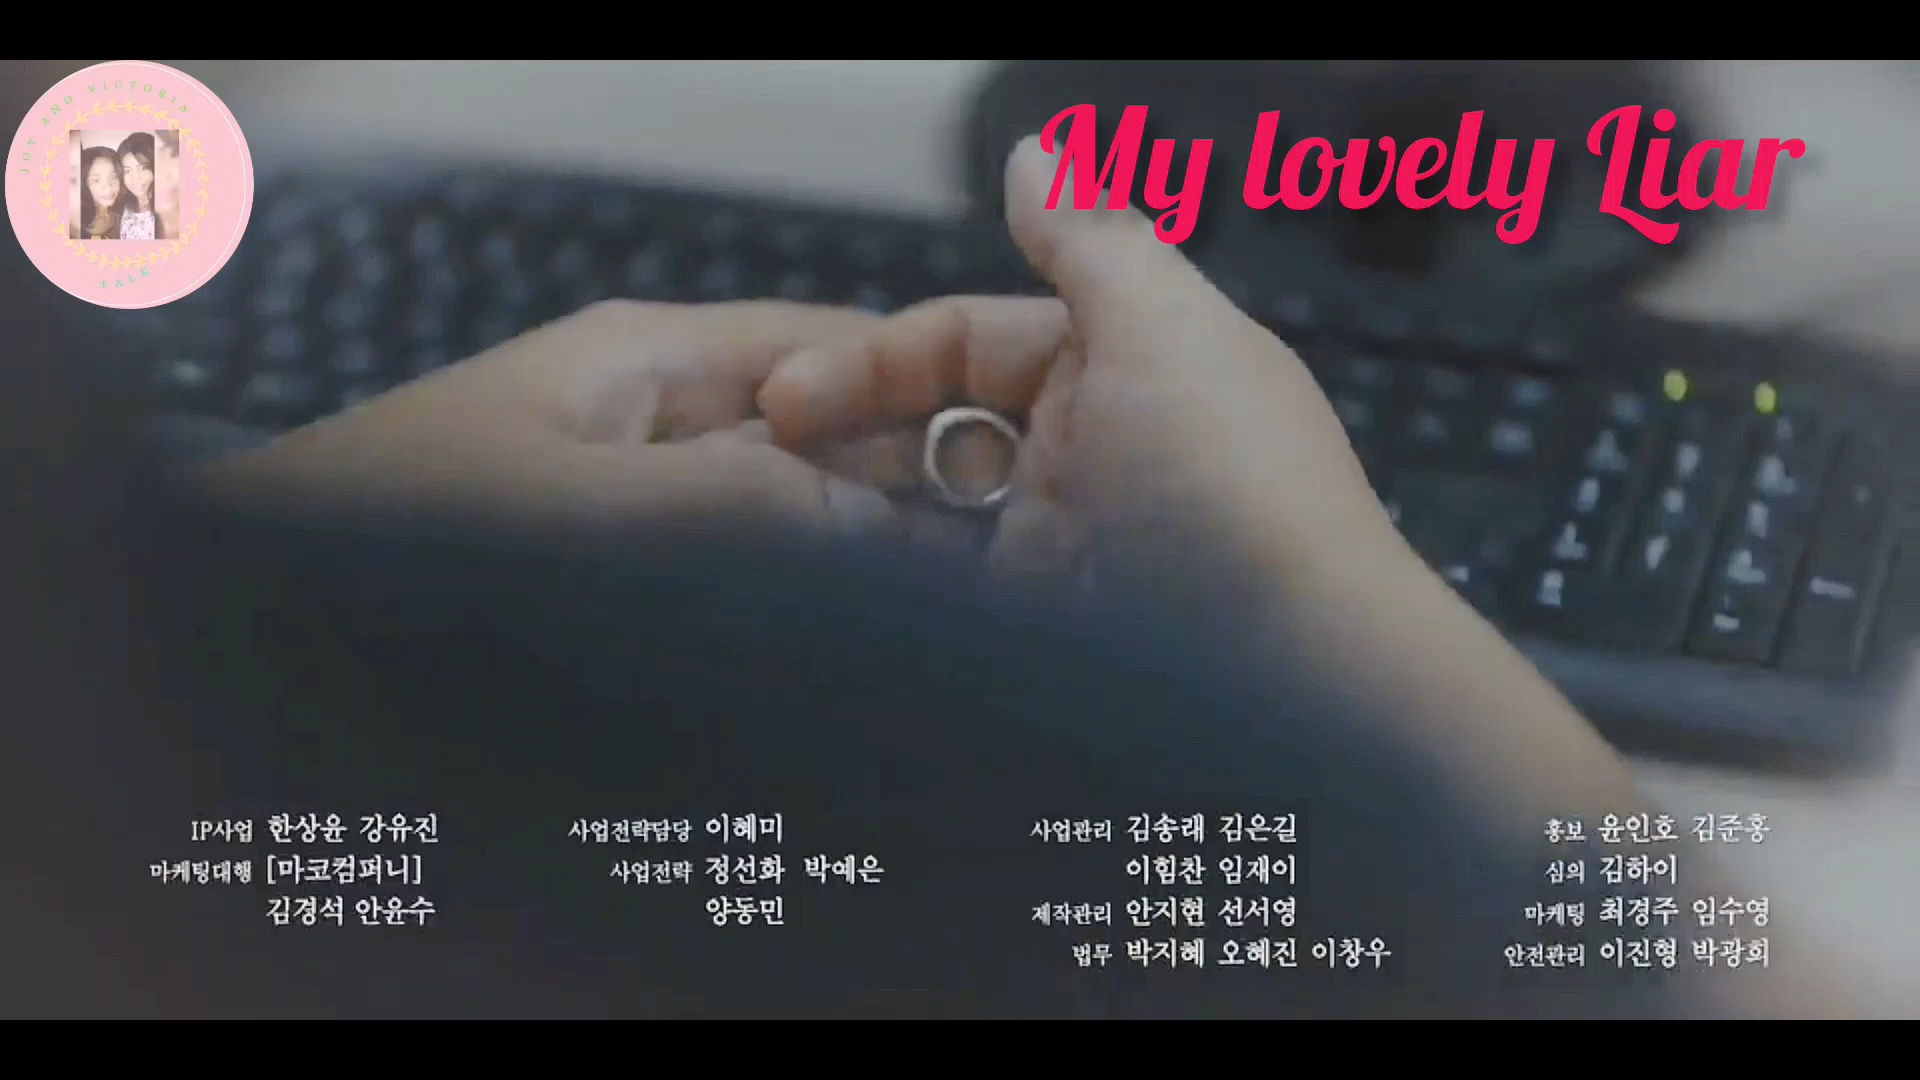 JOY AND VICTORIA
TALK
My lovely Liar
IP사업 한상윤 강유진
마케팅대행 [마코컴퍼니]
김경석 안윤수
사업전략담당 이혜미
사업전략 정선화 박예은
양동민
사업관리 김송래 김은길
이힘찬 임재이
제작관리 안지현 선서영
법무 박지혜 오혜진 이창우
홍보 윤인호 김준홍
심의 김하이
마케팅 최경주 임수영
안전관리 이진형 박광희